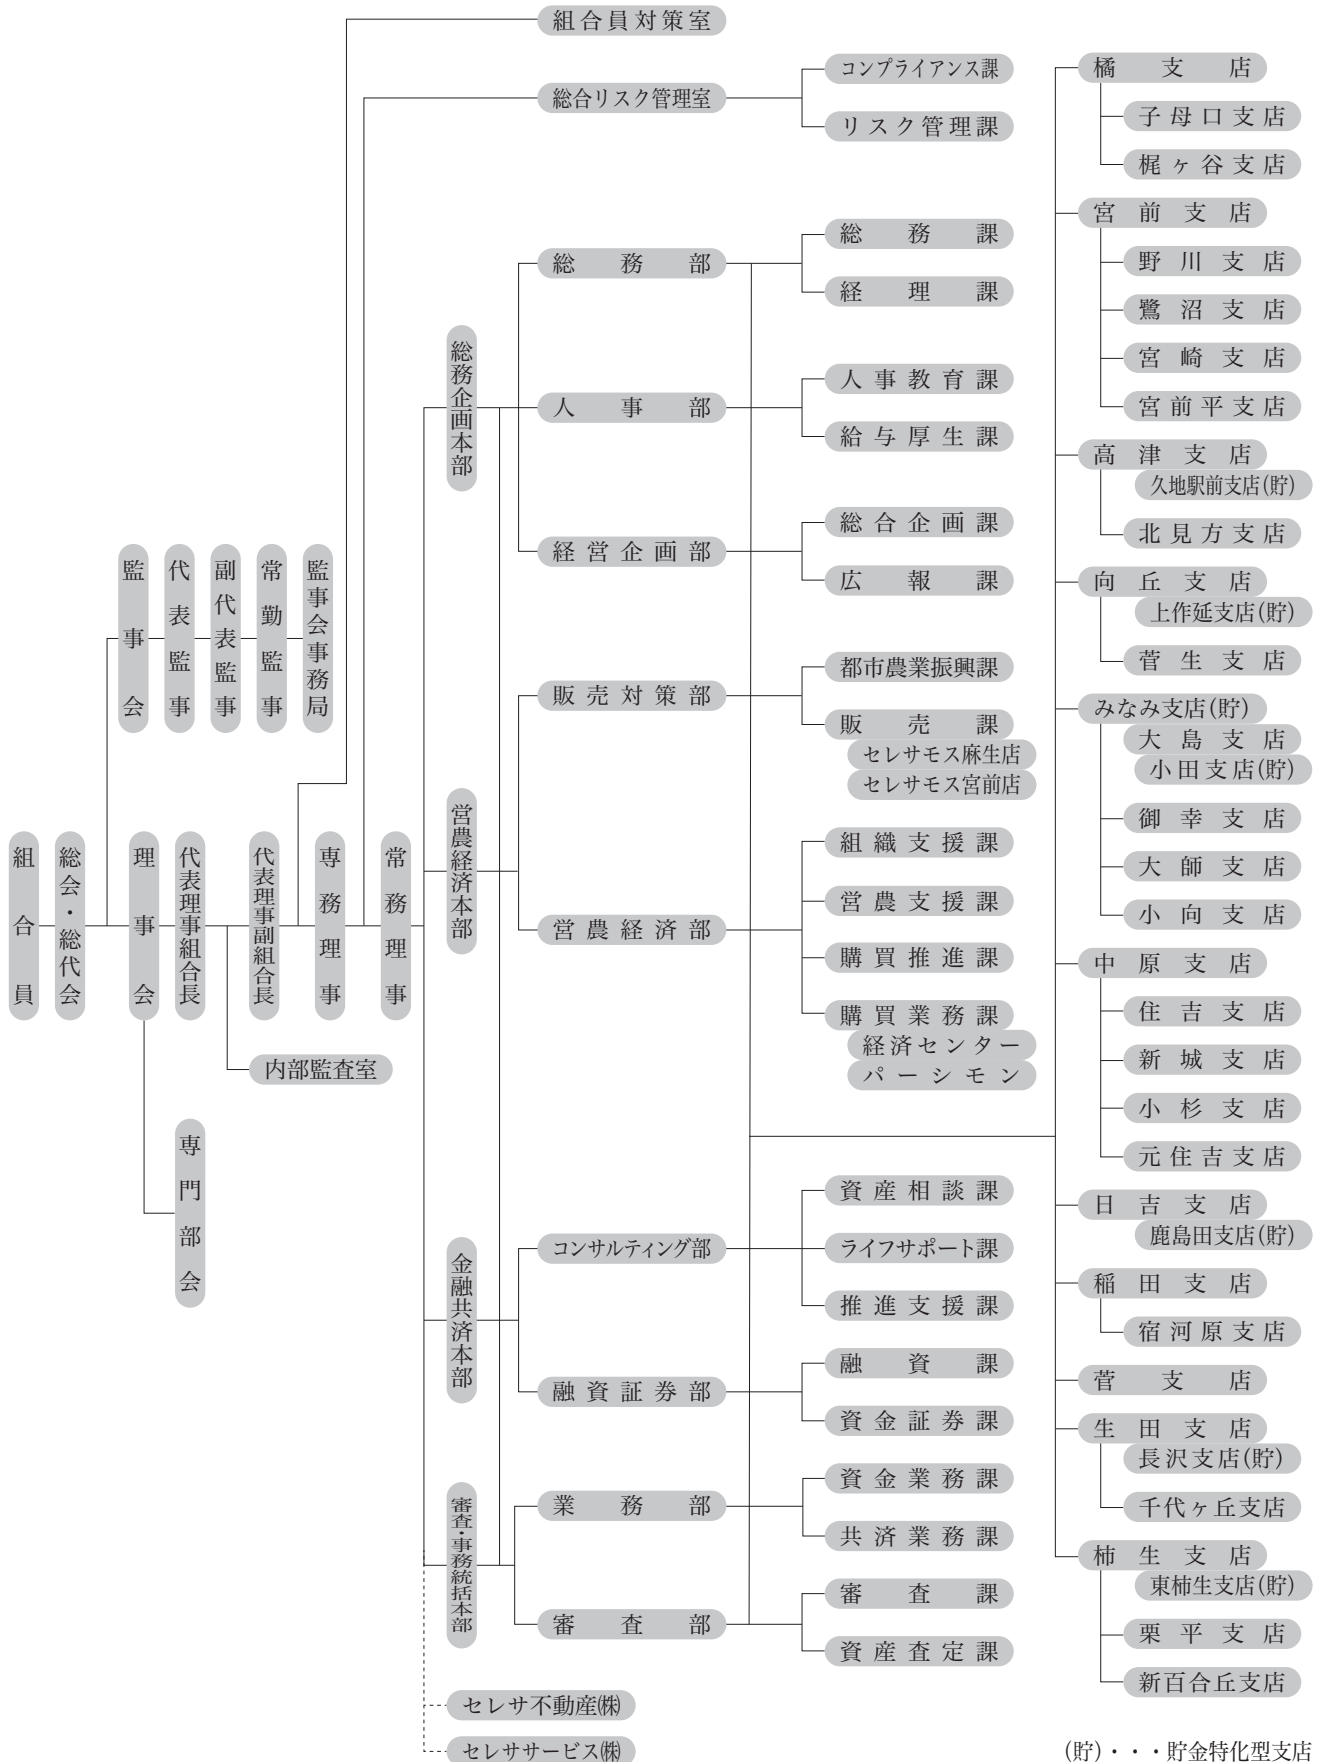 組合員
総会・総代会
監事会
代表監事
副代表監事
常勤監事
監事会事務局
理事会
代表理事組合長
代表理事副組合長
専務理事
常務理事
内部監査室
専門部会
組合員対策室
総合リスク管理室
コンプライアンス課
リスク管理課
総務企画本部
総務部
総務課
経理課
人事部
人事教育課
給与厚生課
経営企画部
総合企画課
広報課
営農経済本部
販売対策部
都市農業振興課
販売課
セレサモス麻生店
セレサモス宮前店
営農経済部
組織支援課
営農支援課
購買推進課
購買業務課
経済センター
パーシモン
金融共済本部
コンサルティング部
資産相談課
ライフサポート課
推進支援課
融資証券部
融資課
資金証券課
審査・事務統括本部
業務部
資金業務課
共済業務課
審査部
審査課
資産査定課
セレサ不動産㈱
セレササービス㈱
橘支店
子母口支店
梶ヶ谷支店
宮前支店
野川支店
鷺沼支店
宮崎支店
宮前平支店
高津支店
久地駅前支店(貯)
北見方支店
向丘支店
上作延支店(貯)
菅生支店
みなみ支店(貯)
大島支店
小田支店(貯)
御幸支店
大師支店
小向支店
中原支店
住吉支店
新城支店
小杉支店
元住吉支店
日吉支店
鹿島田支店(貯)
稲田支店
宿河原支店
菅支店
生田支店
長沢支店(貯)
千代ヶ丘支店
柿生支店
東柿生支店(貯)
栗平支店
新百合丘支店
(貯)・・・貯金特化型支店